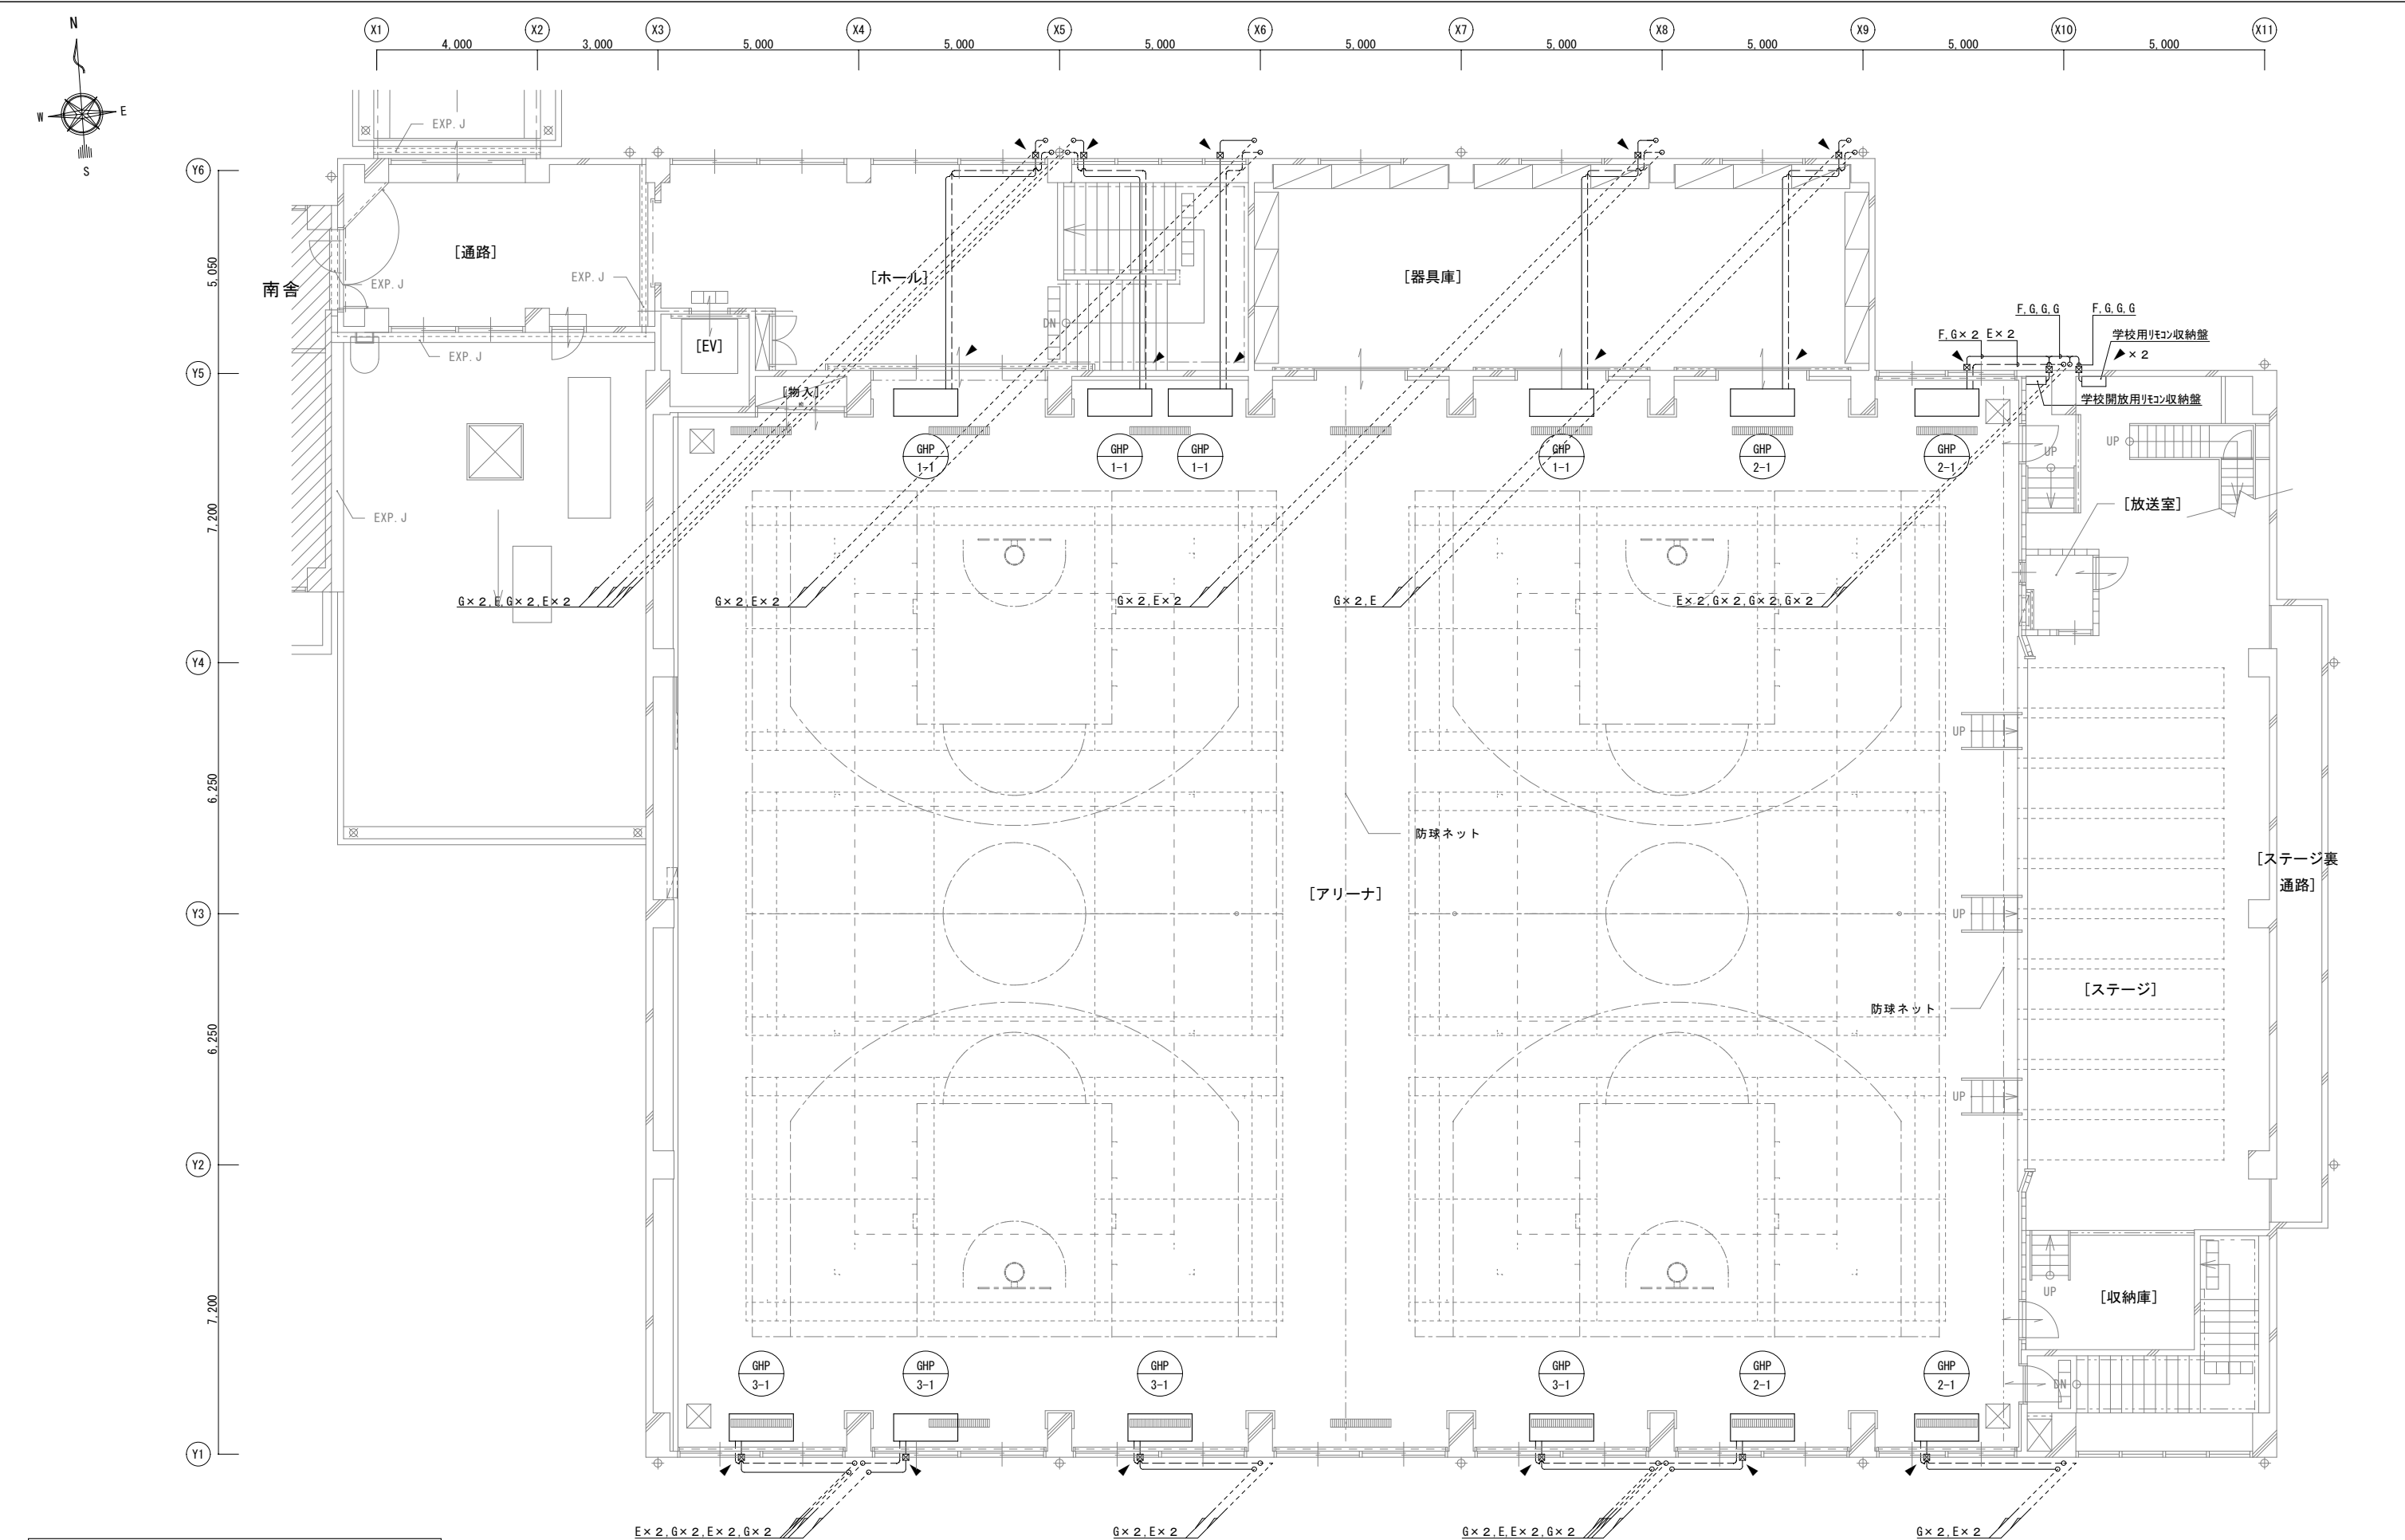 N
W
E
S
X1
X2
X3
X4
X5
X6
X7
X8
X9
X10
X11
4,000
3,000
5,000
5,000
5,000
5,000
5,000
5,000
5,000
5,000
EXP.J
Y6
[通路]
[ホール]
[器具庫]
5,050
南舎
EXP.J
EXP.J
DN
F,G,G,G
F,G,G,G
F,G×2
E×2
学校用ﾘﾓｺﾝ収納盤
×2
[EV]
EXP.J
Y5
[物入]
学校開放用ﾘﾓｺﾝ収納盤
GHP
1-1
GHP
1-1
GHP
1-1
GHP
1-1
GHP
2-1
GHP
2-1
UP
UP
7,200
EXP.J
[放送室]
G×2,E,G×2,E×2
G×2,E×2
G×2,E×2
G×2,E
E×2,G×2,G×2,G×2
Y4
UP
6,250
防球ネット
[ステージ裏
通路]
[アリーナ]
Y3
UP
[ステージ]
防球ネット
6,250
UP
Y2
UP
[収納庫]
7,200
GHP
3-1
GHP
3-1
GHP
3-1
GHP
3-1
GHP
2-1
GHP
2-1
DN
Y1
E×2,G×2,E×2,G×2
G×2,E×2
G×2,E,E×2,G×2
G×2,E×2